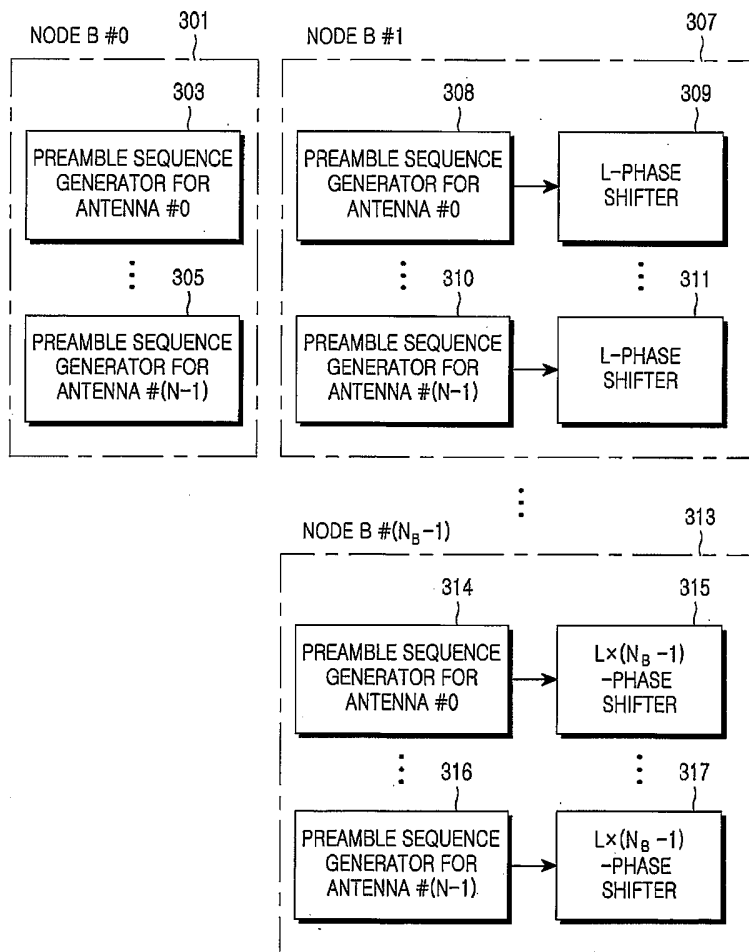 NODE B #0
301
303
PREAMBLE SEQUENCE
GENERATOR FOR
ANTENNA #0
305
PREAMBLE SEQUENCE
GENERATOR FOR
ANTENNA #(N-1)
NODE B #1
307
308
PREAMBLE SEQUENCE
GENERATOR FOR
ANTENNA #0
309
L-PHASE
SHIFTER
310
PREAMBLE SEQUENCE
GENERATOR FOR
ANTENNA #(N-1)
311
L-PHASE
SHIFTER
NODE B #(N_B-1)
313
314
PREAMBLE SEQUENCE
GENERATOR FOR
ANTENNA #0
315
L×(N_B-1)
-PHASE
SHIFTER
316
PREAMBLE SEQUENCE
GENERATOR FOR
ANTENNA #(N-1)
317
L×(N_B-1)
-PHASE
SHIFTER